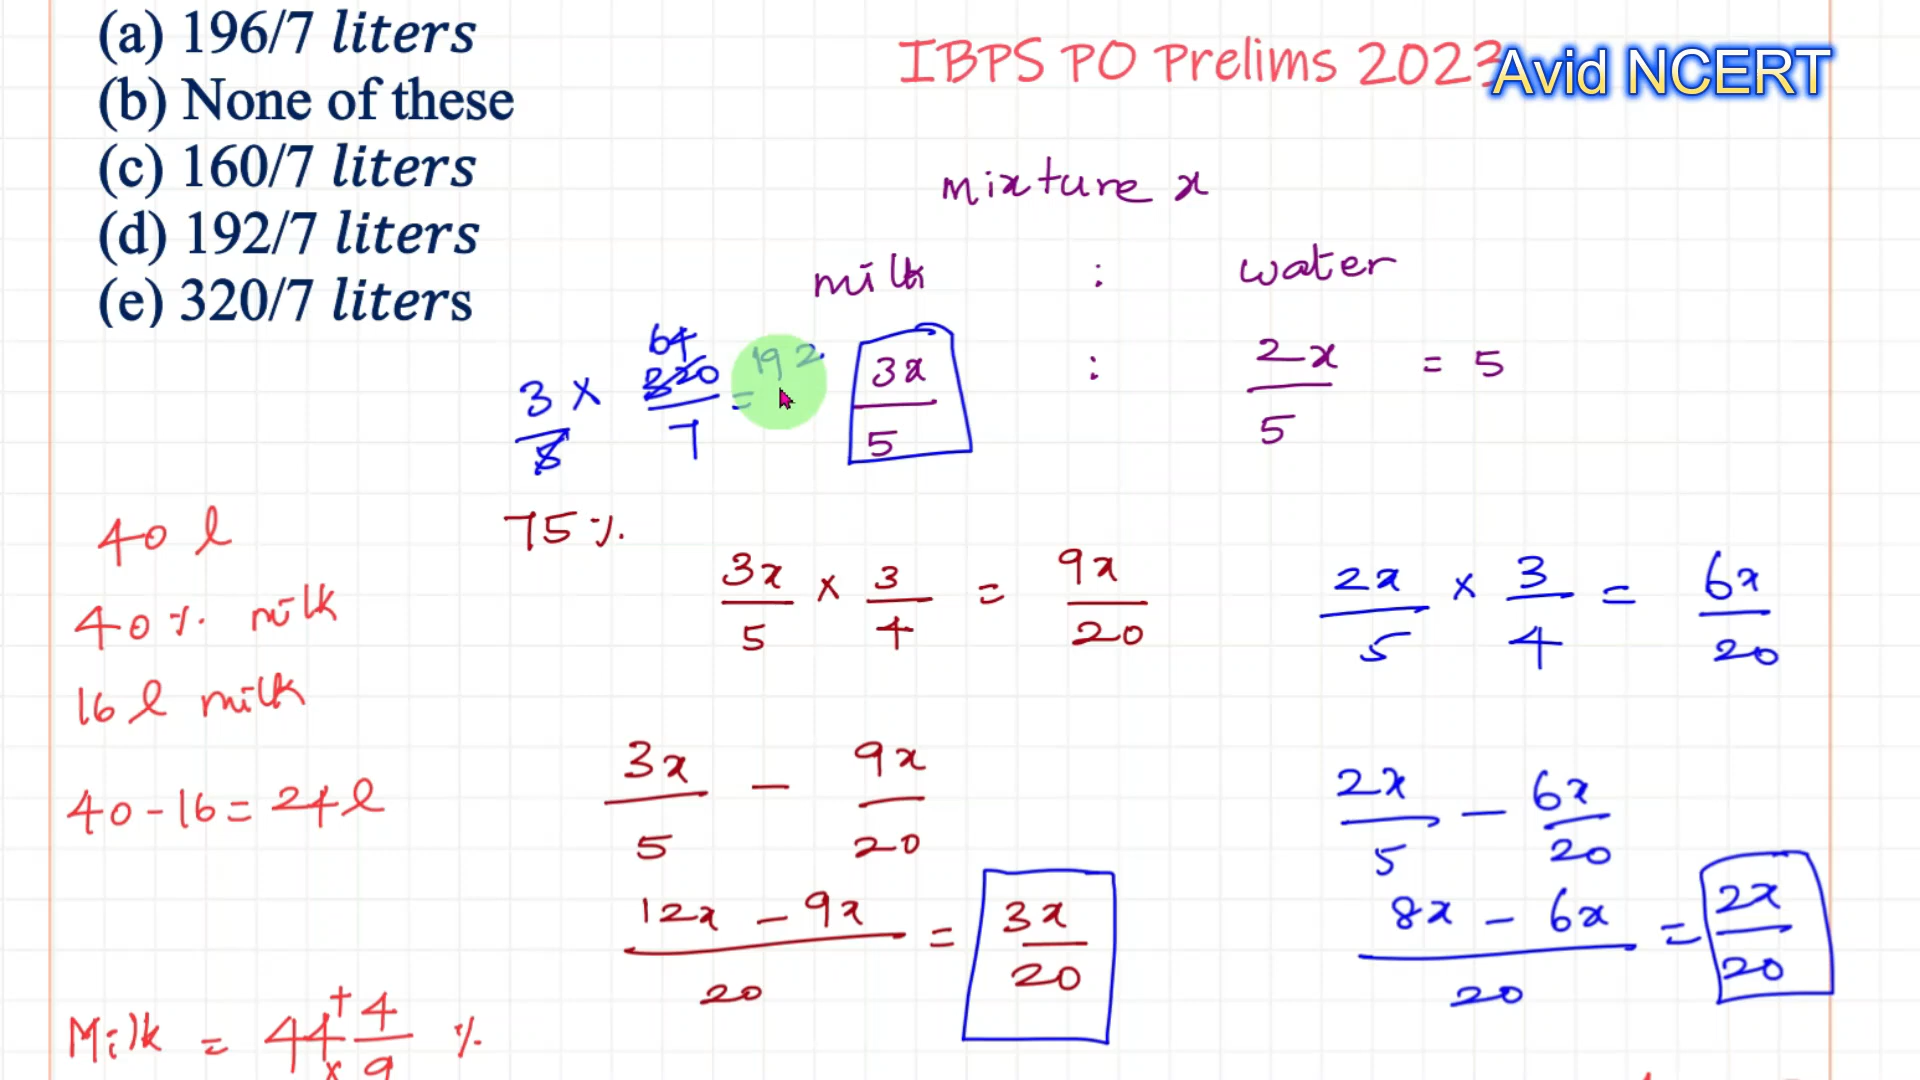 (a) 196/7 liters
(b) None of these
(c) 160/7 liters
(d) 192/7 liters
(e) 320/7 liters
IBPS PO Prelims 2023
Avid NCERT
mixture x
milk : water
3/5 × 320/7 = 192
64
3x/5 : 2x/5 = 5
75 %.
3x/5 × 3/4 = 9x/20
2x/5 × 3/4 = 6x/20
40 l
40 %. milk
16 l milk
40 - 16 = 24 l
3x/5 - 9x/20
2x/5 - 6x/20
12x - 9x/20 = 3x/20
8x - 6x/20 = 2x/20
Milk = 44 + 4/9 %
×